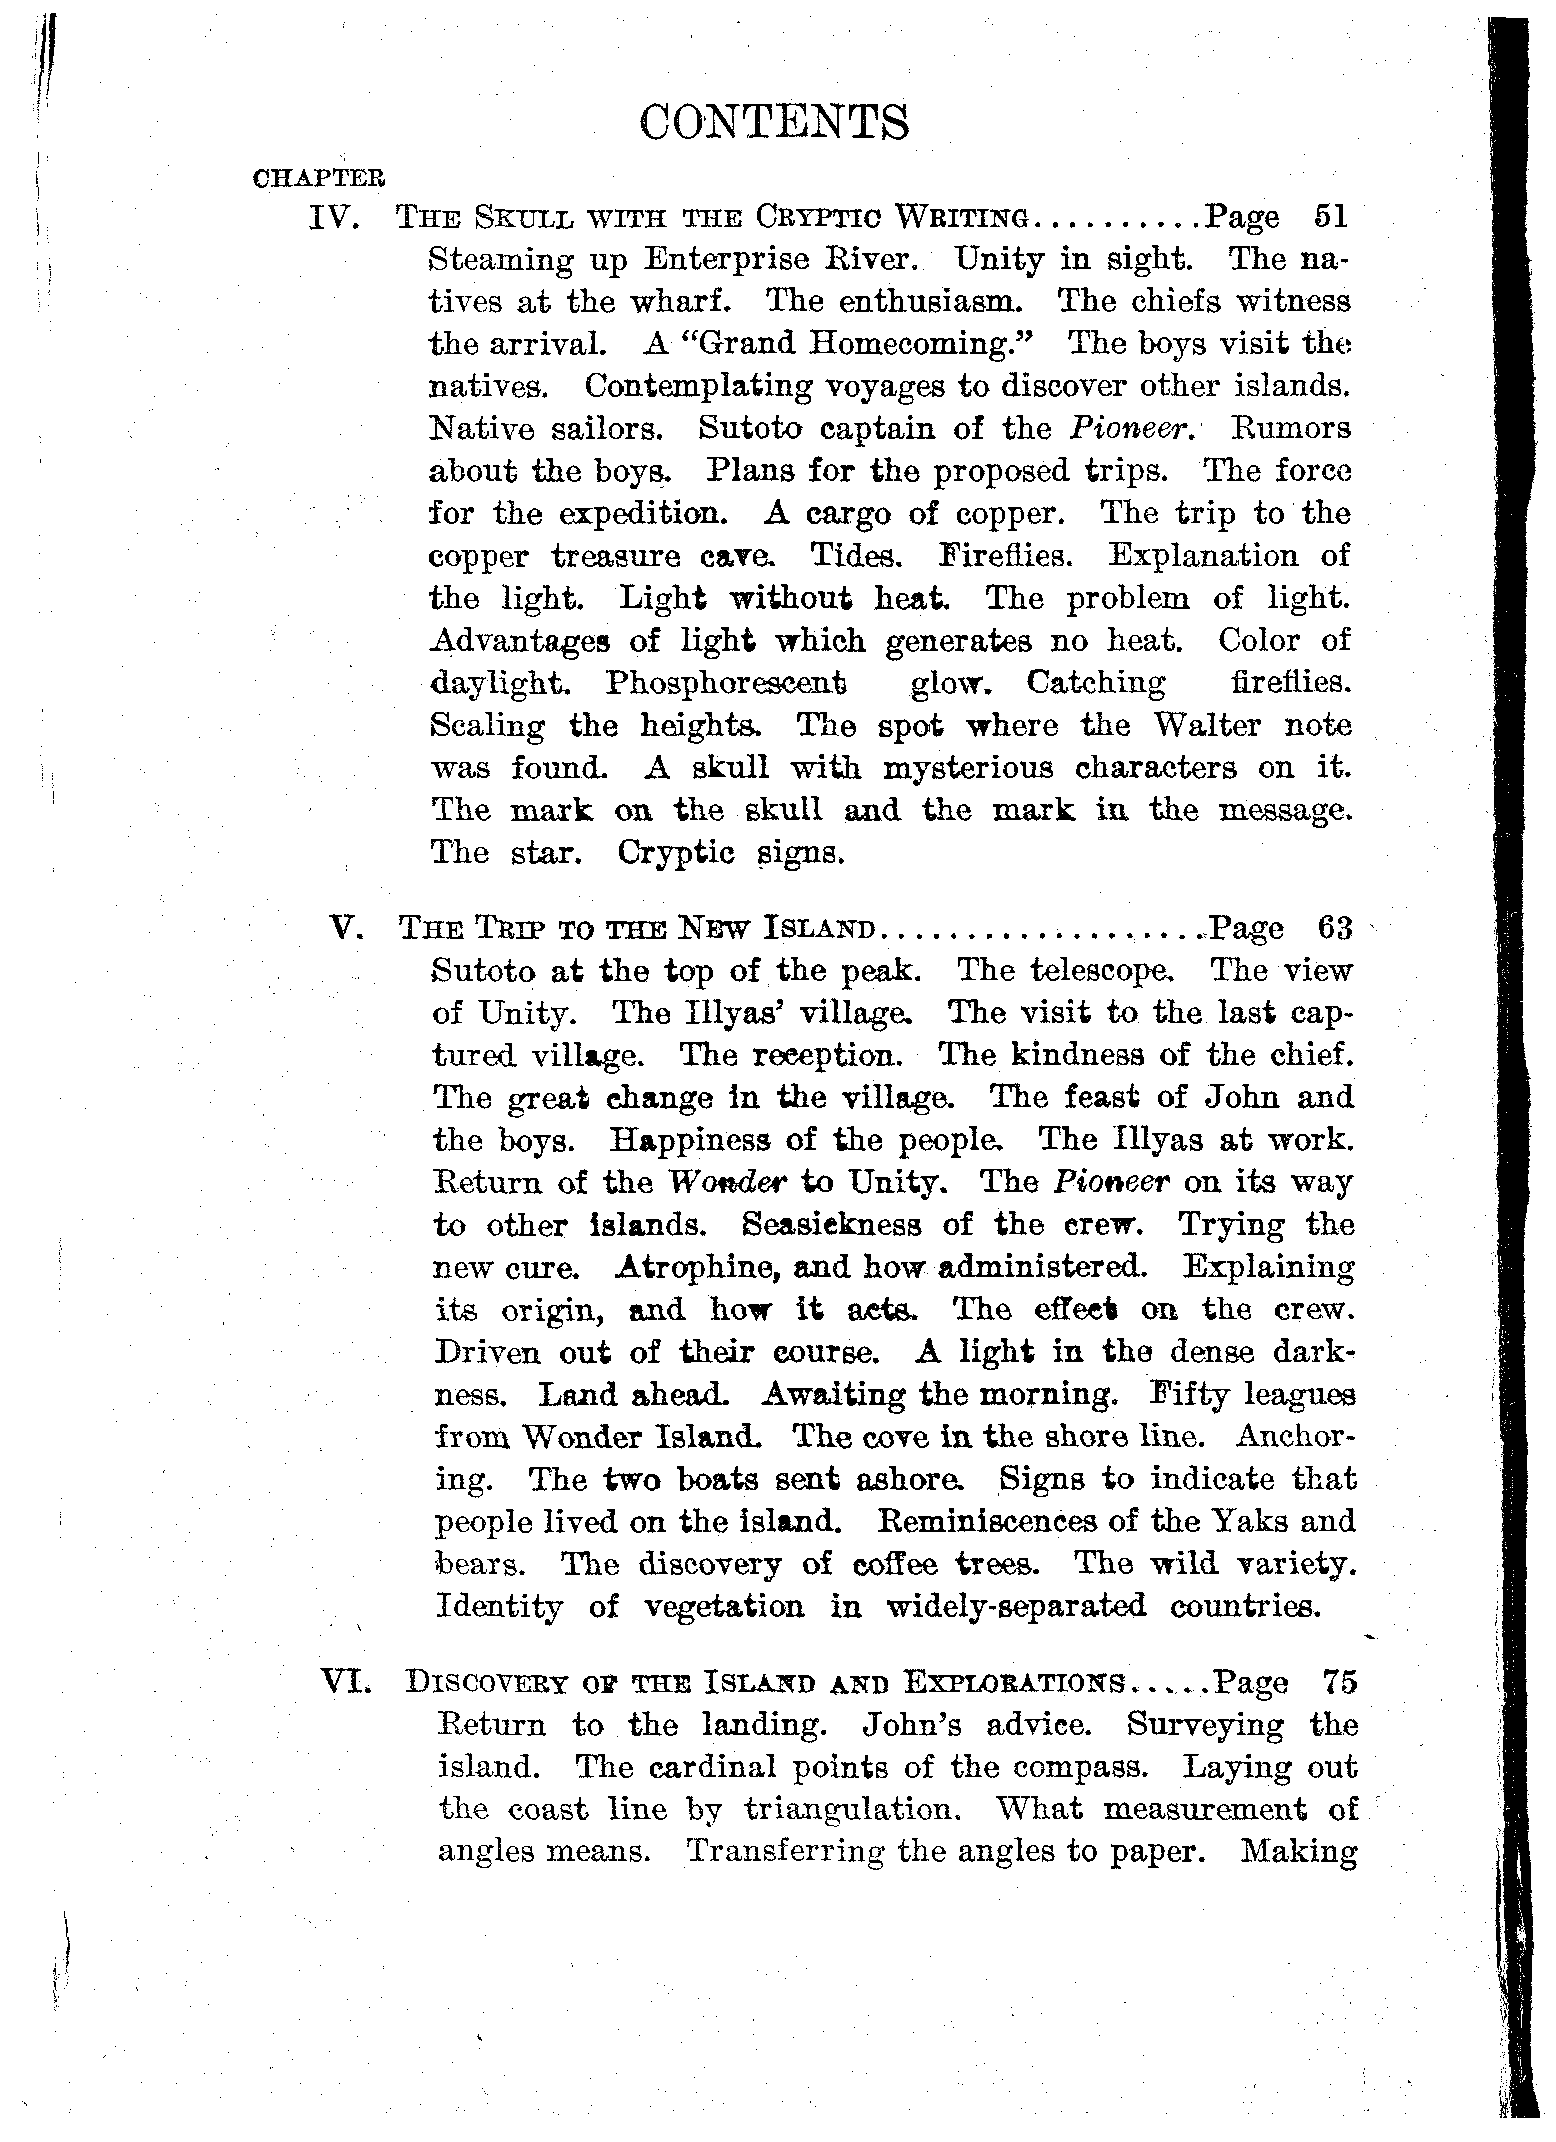 CONTENTS
CHAPTER
IV. THE SKULL WITH THE CRYPTIC WRITING..........Page 51
Steaming up Enterprise River. Unity in sight. The na-
tives at the wharf. The enthusiasm. The chiefs witness
the arrival. A “Grand Homecoming.” The boys visit the
natives. Contemplating voyages to discover other islands.
Native sailors. Sutoto captain of the Pioneer. Rumors
about the boys. Plans for the proposed trips. The force
for the expedition. A cargo of copper. The trip to the
copper treasure cave. Tides. Fireflies. Explanation of
the light. Light without heat. The problem of light.
Advantages of light which generates no heat. Color of
daylight. Phosphorescent glow. Catching fireflies.
Scaling the heights. The spot where the Walter note
was found. A skull with mysterious characters on it.
The mark on the skull and the mark in the message.
The star. Cryptic signs.
V. THE TRIP TO THE NEW ISLAND...................Page 63
Sutoto at the top of the peak. The telescope. The view
of Unity. The Illyas’ village. The visit to the last cap-
tured village. The reception. The kindness of the chief.
The great change in the village. The feast of John and
the boys. Happiness of the people. The Illyas at work.
Return of the Wonder to Unity. The Pioneer on its way
to other islands. Seasickness of the crew. Trying the
new cure. Atrophine, and how administered. Explaining
its origin, and how it acts. The effect on the crew.
Driven out of their course. A light in the dense dark-
ness. Land ahead. Awaiting the morning. Fifty leagues
from Wonder Island. The cove in the shore line. Anchor-
ing. The two boats sent ashore. Signs to indicate that
people lived on the island. Reminiscences of the Yaks and
bears. The discovery of coffee trees. The wild variety.
Identity of vegetation in widely-separated countries.
VI. DISCOVERY OF THE ISLAND AND EXPLORATIONS.....Page 75
Return to the landing. John’s advice. Surveying the
island. The cardinal points of the compass. Laying out
the coast line by triangulation. What measurement of
angles means. Transferring the angles to paper. Making